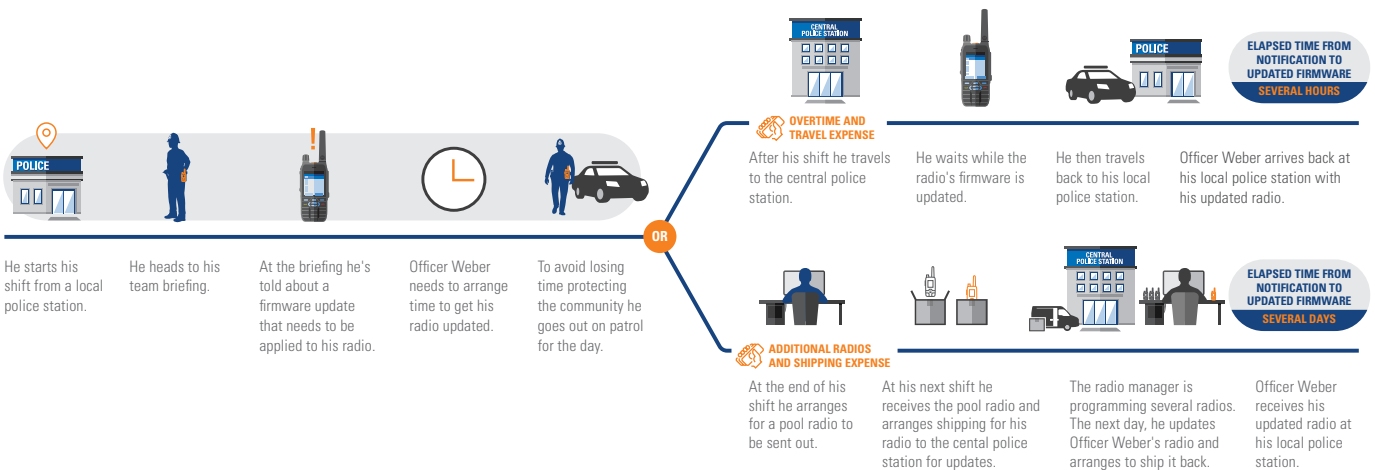 POLICE
He starts his
shift from a local
police station.
He heads to his
team briefing.
!
At the briefing he's
told about a
firmware update
that needs to be
applied to his radio.
Officer Weber
needs to arrange
time to get his
radio updated.
To avoid losing
time protecting
the community he
goes out on patrol
for the day.
OR
CENTRAL
POLICE STATION
POLICE
ELAPSED TIME FROM
NOTIFICATION TO
UPDATED FIRMWARE
SEVERAL HOURS
OVERTIME AND
TRAVEL EXPENSE
After his shift he travels
to the central police
station.
He waits while the
radio's firmware is
updated.
He then travels
back to his local
police station.
Officer Weber arrives back at
his local police station with
his updated radio.
CENTRAL
POLICE STATION
ELAPSED TIME FROM
NOTIFICATION TO
UPDATED FIRMWARE
SEVERAL DAYS
ADDITIONAL RADIOS
AND SHIPPING EXPENSE
At the end of his
shift he arranges
for a pool radio to
be sent out.
At his next shift he
receives the pool radio and
arranges shipping for his
radio to the cental police
station for updates.
The radio manager is
programming several radios.
The next day, he updates
Officer Weber's radio and
arranges to ship it back.
Officer Weber
receives his
updated radio at
his local police
station.